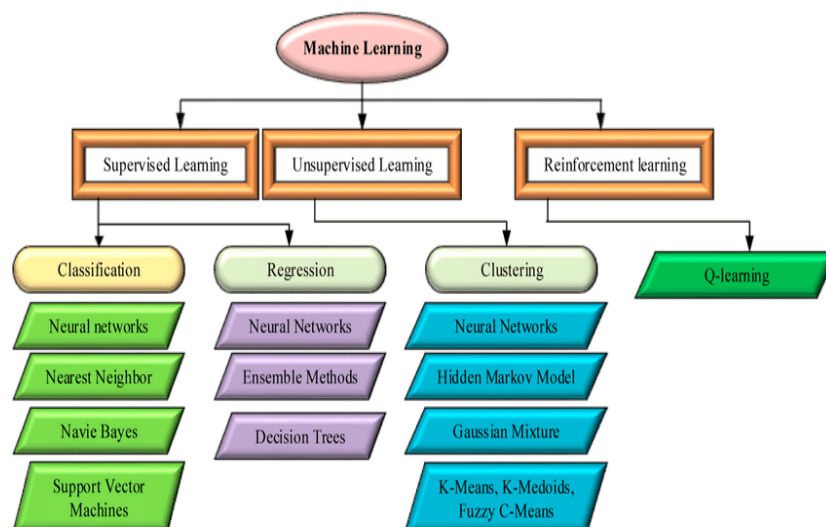 Machine Learning
Supervised Learning
Unsupervised Learning
Reinforcement learning
Classification
Regression
Clustering
Q-learning
Neural networks
Neural Networks
Neural Networks
Nearest Neighbor
Ensemble Methods
Hidden Markov Model
Navie Bayes
Decision Trees
Gaussian Mixture
Support Vector
Machines
K-Means, K-Medoids,
Fuzzy C-Means